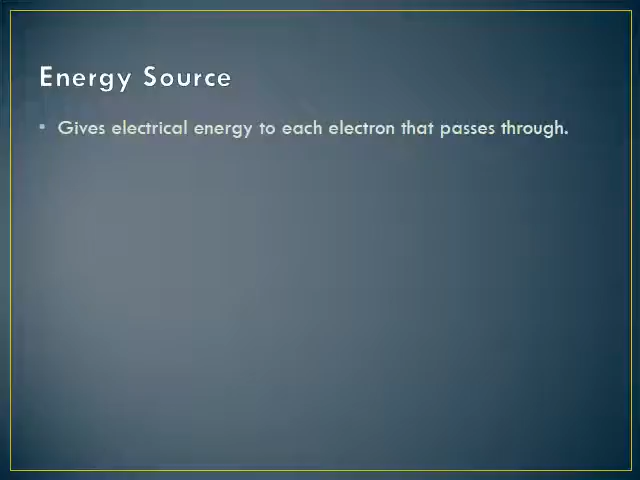 Energy Source
• Gives electrical energy to each electron that passes through.